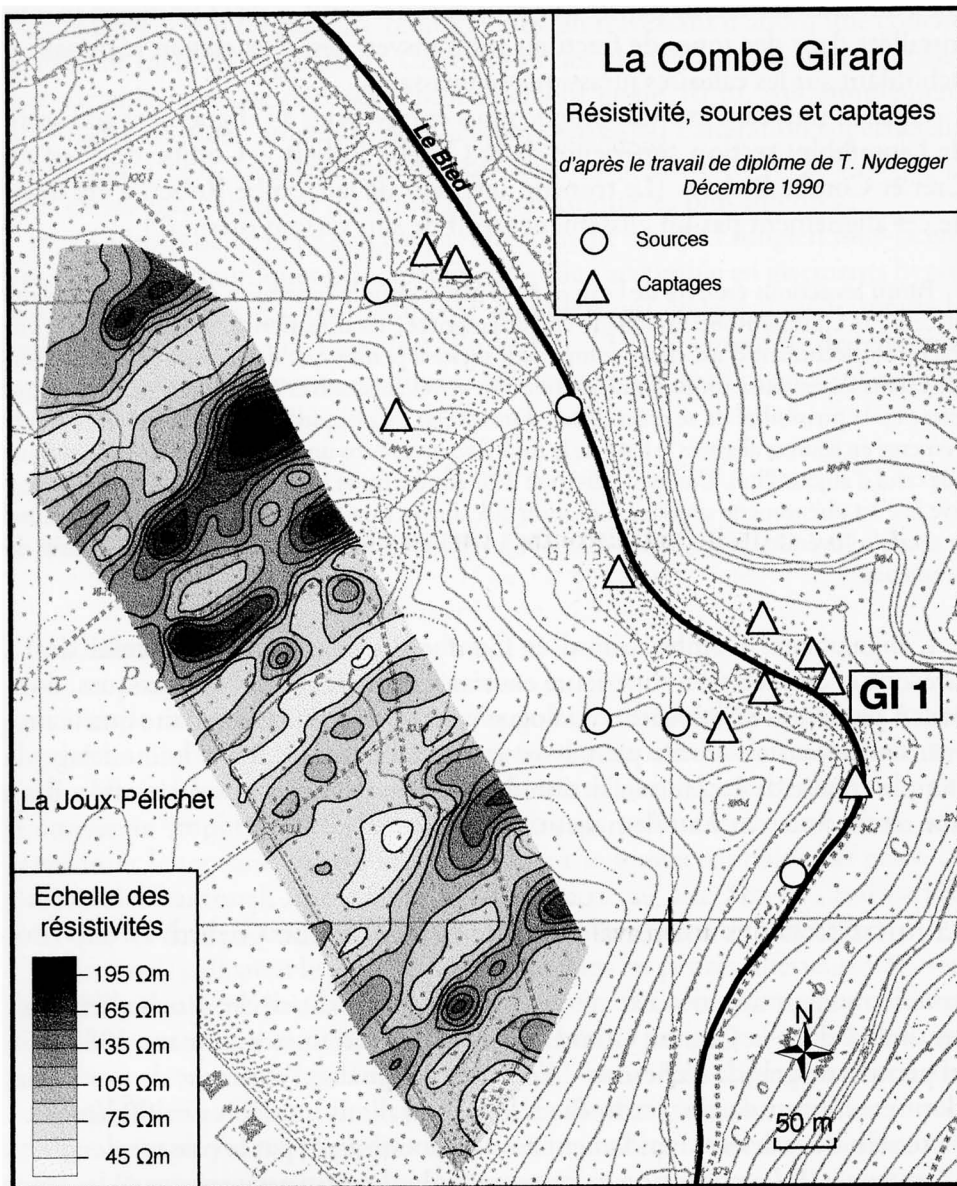 La Combe Girard
Résistivité, sources et captages
d'après le travail de diplôme de T. Nydegger
Décembre 1990
Sources
Captages
Le Bied
GI 13
GI 1
GI 12
GI 9
La Joux Pélichet
Echelle des
résistivités
195 Ωm
165 Ωm
135 Ωm
105 Ωm
75 Ωm
45 Ωm
N
50 m